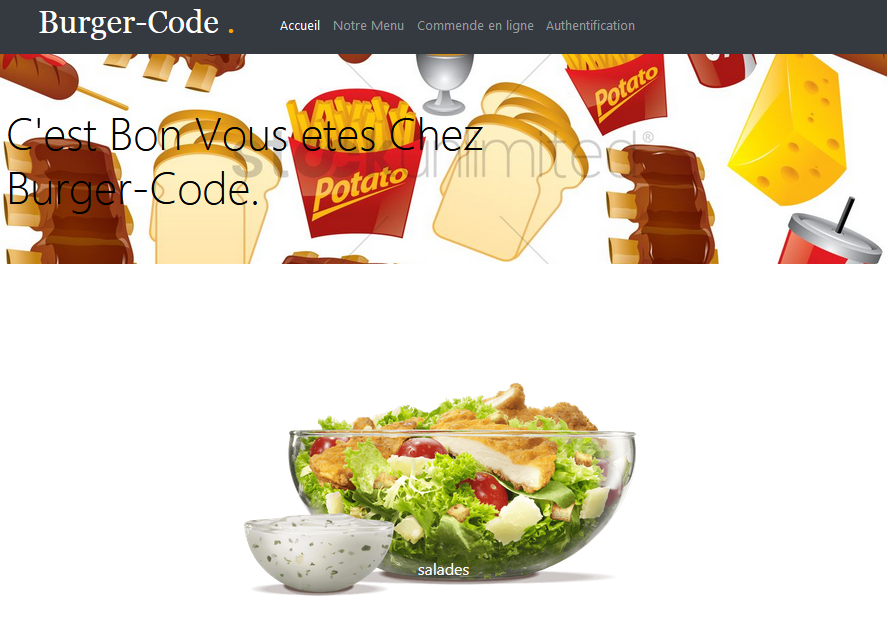 Burger-Code .
Accueil Notre Menu Commende en ligne Authentification
C'est Bon Vous etes Chez
Burger-Code.
Potato
Potato
stockunlimited®
salades